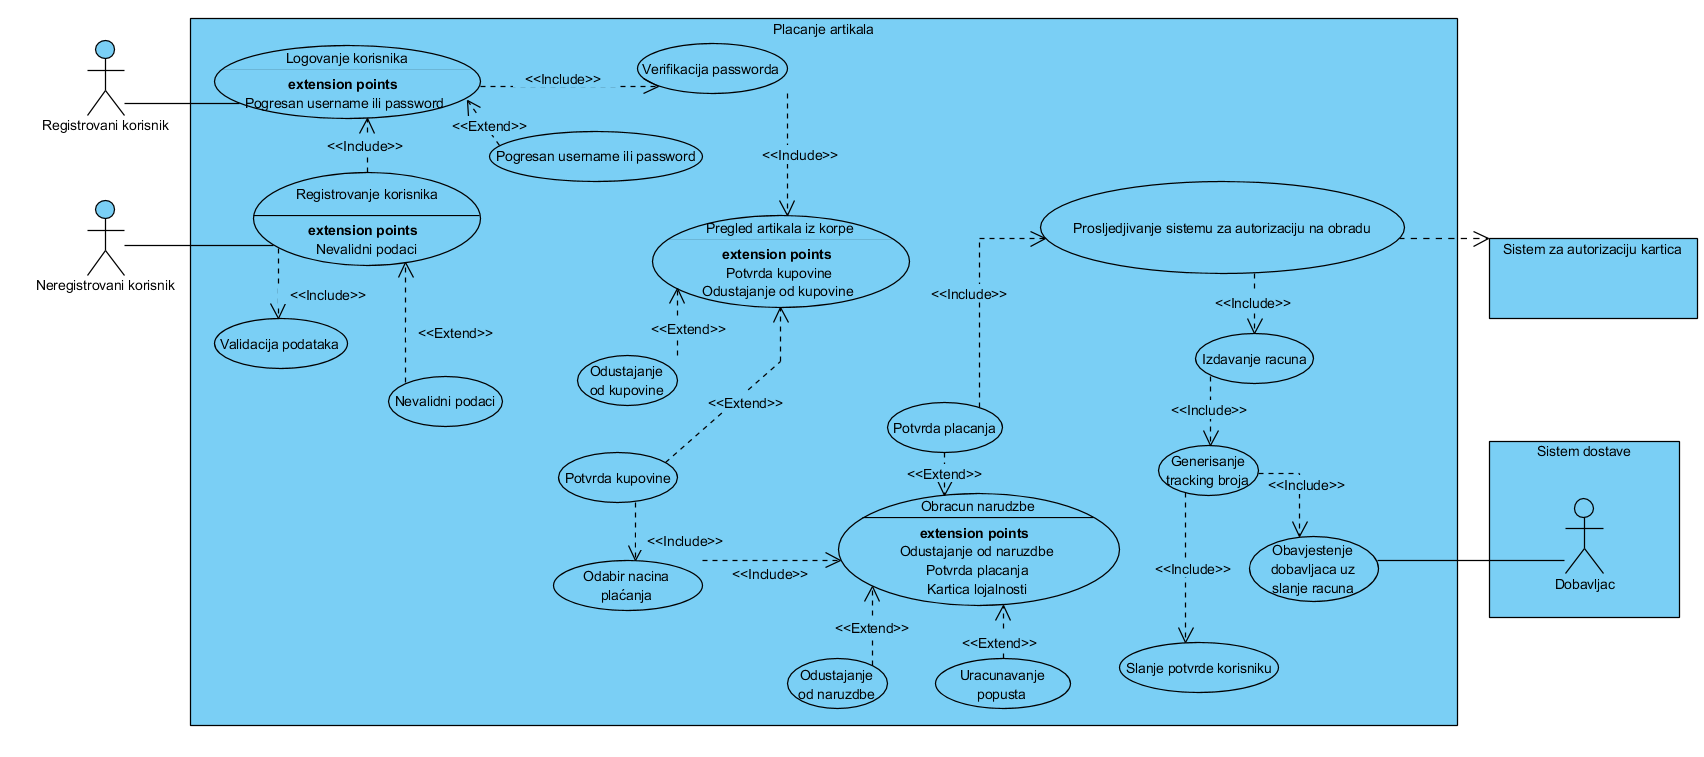 Placanje artikala
Registrovani korisnik
Neregistrovani korisnik
Logovanje korisnika
extension points
Pogresan username ili password
<<Include>>
Verifikacija passworda
<<Extend>>
Pogresan username ili password
<<Include>>
<<Include>>
Registrovanje korisnika
extension points
Nevalidni podaci
<<Include>>
Validacija podataka
<<Extend>>
Nevalidni podaci
Pregled artikala iz korpe
extension points
Potvrda kupovine
Odustajanje od kupovine
<<Extend>>
Odustajanje
od kupovine
<<Extend>>
Potvrda kupovine
<<Include>>
Odabir nacina
plaćanja
<<Include>>
Prosljedjivanje sistemu za autorizaciju na obradu
Sistem za autorizaciju kartica
<<Include>>
<<Include>>
Izdavanje racuna
<<Include>>
Potvrda placanja
<<Extend>>
Obracun narudzbe
extension points
Odustajanje od naruzdbe
Potvrda placanja
Kartica lojalnosti
<<Extend>>
Odustajanje
od naruzdbe
<<Extend>>
Uracunavanje
popusta
Generisanje
tracking broja
<<Include>>
<<Include>>
Obavjestenje
dobavljaca uz
slanje racuna
Slanje potvrde korisniku
Sistem dostave
Dobavljac